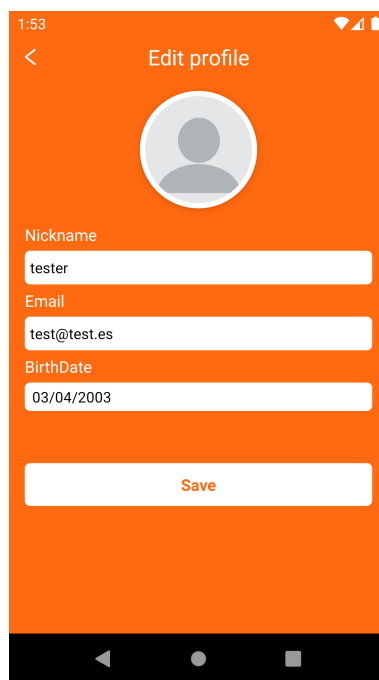 1:53
Edit profile
Nickname
tester
Email
test@test.es
BirthDate
03/04/2003
Save